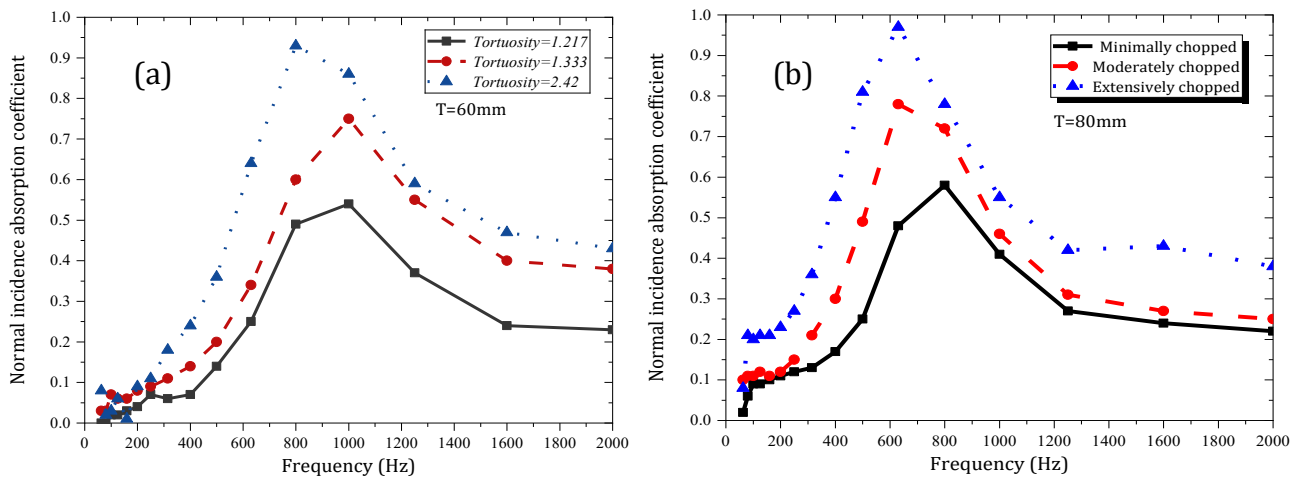 Normal incidence absorption coefficient
1.0
0.9
0.8
0.7
0.6
0.5
0.4
0.3
0.2
0.1
0.0
(a)
Tortuosity=1.217
Tortuosity=1.333
Tortuosity=2.42
T=60mm
0 200 400 600 800 1000 1200 1400 1600 1800 2000
Frequency (Hz)
Normal incidence absorption coefficient
1.0
0.9
0.8
0.7
0.6
0.5
0.4
0.3
0.2
0.1
0.0
(b)
Minimally chopped
Moderately chopped
Extensively chopped
T=80mm
0 200 400 600 800 1000 1200 1400 1600 1800 2000
Frequency (Hz)